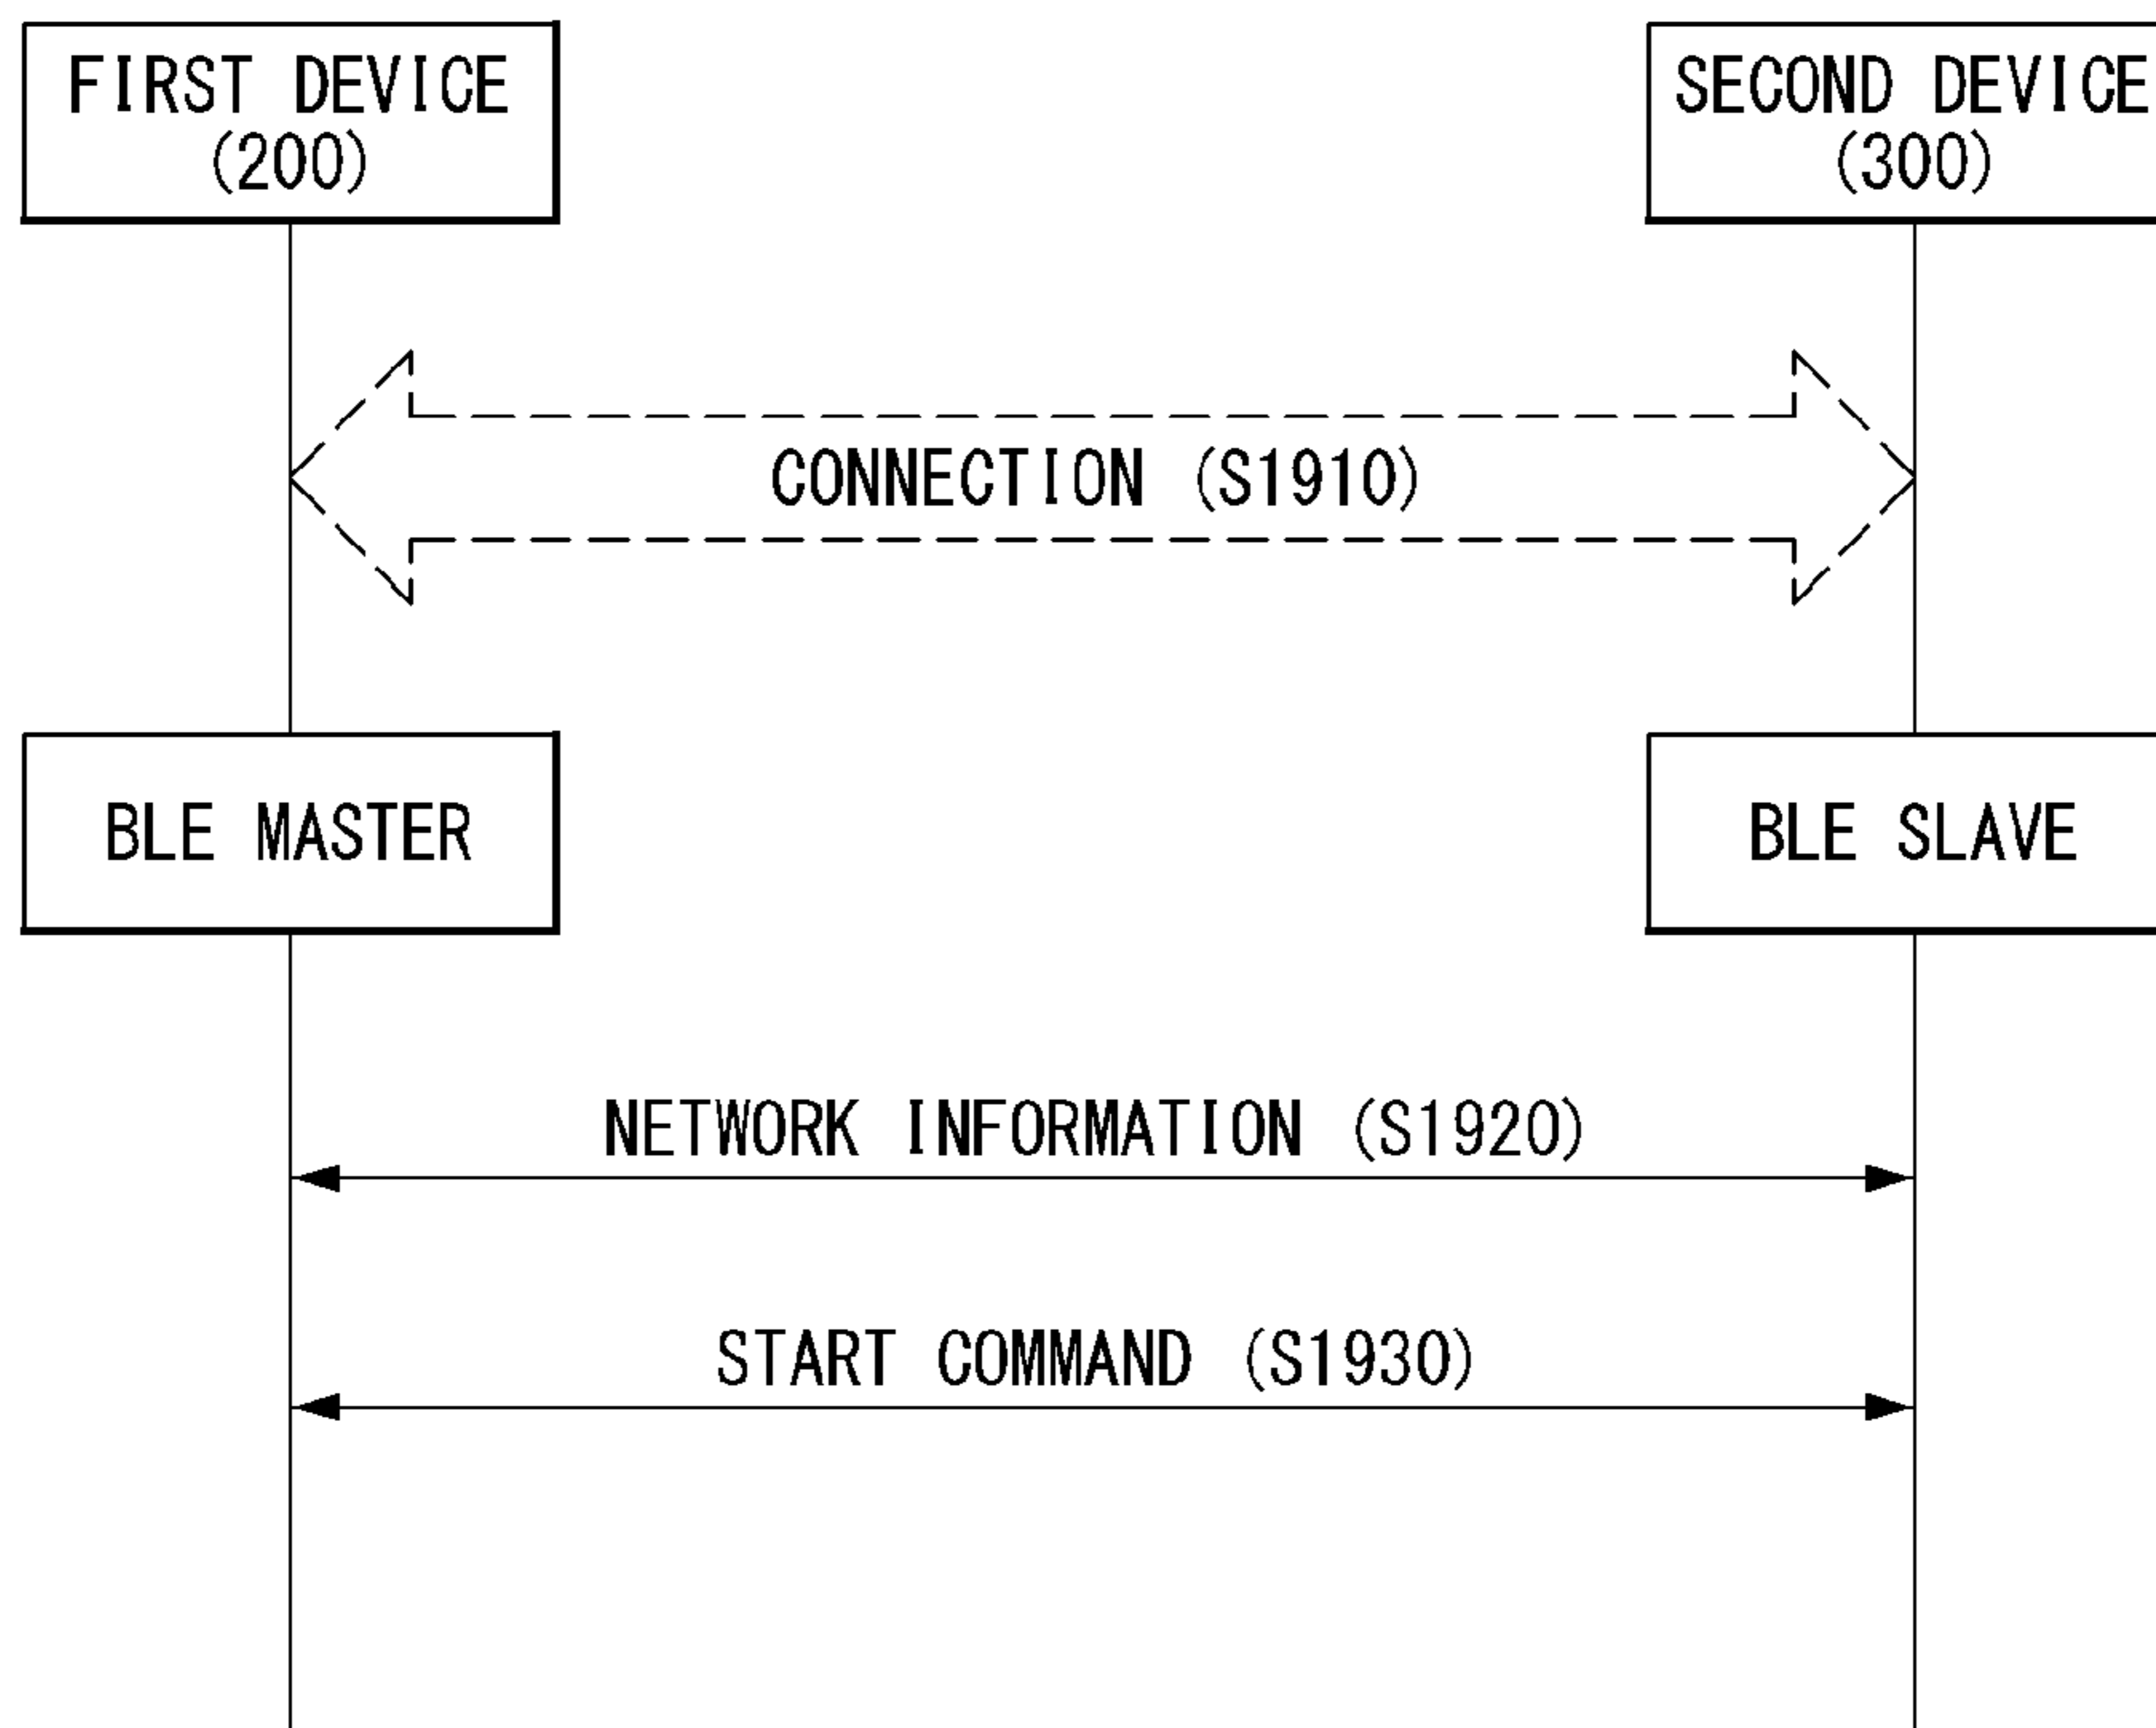 FIRST DEVICE
(200)
SECOND DEVICE
(300)
CONNECTION (S1910)
BLE MASTER
BLE SLAVE
NETWORK INFORMATION (S1920)
START COMMAND (S1930)